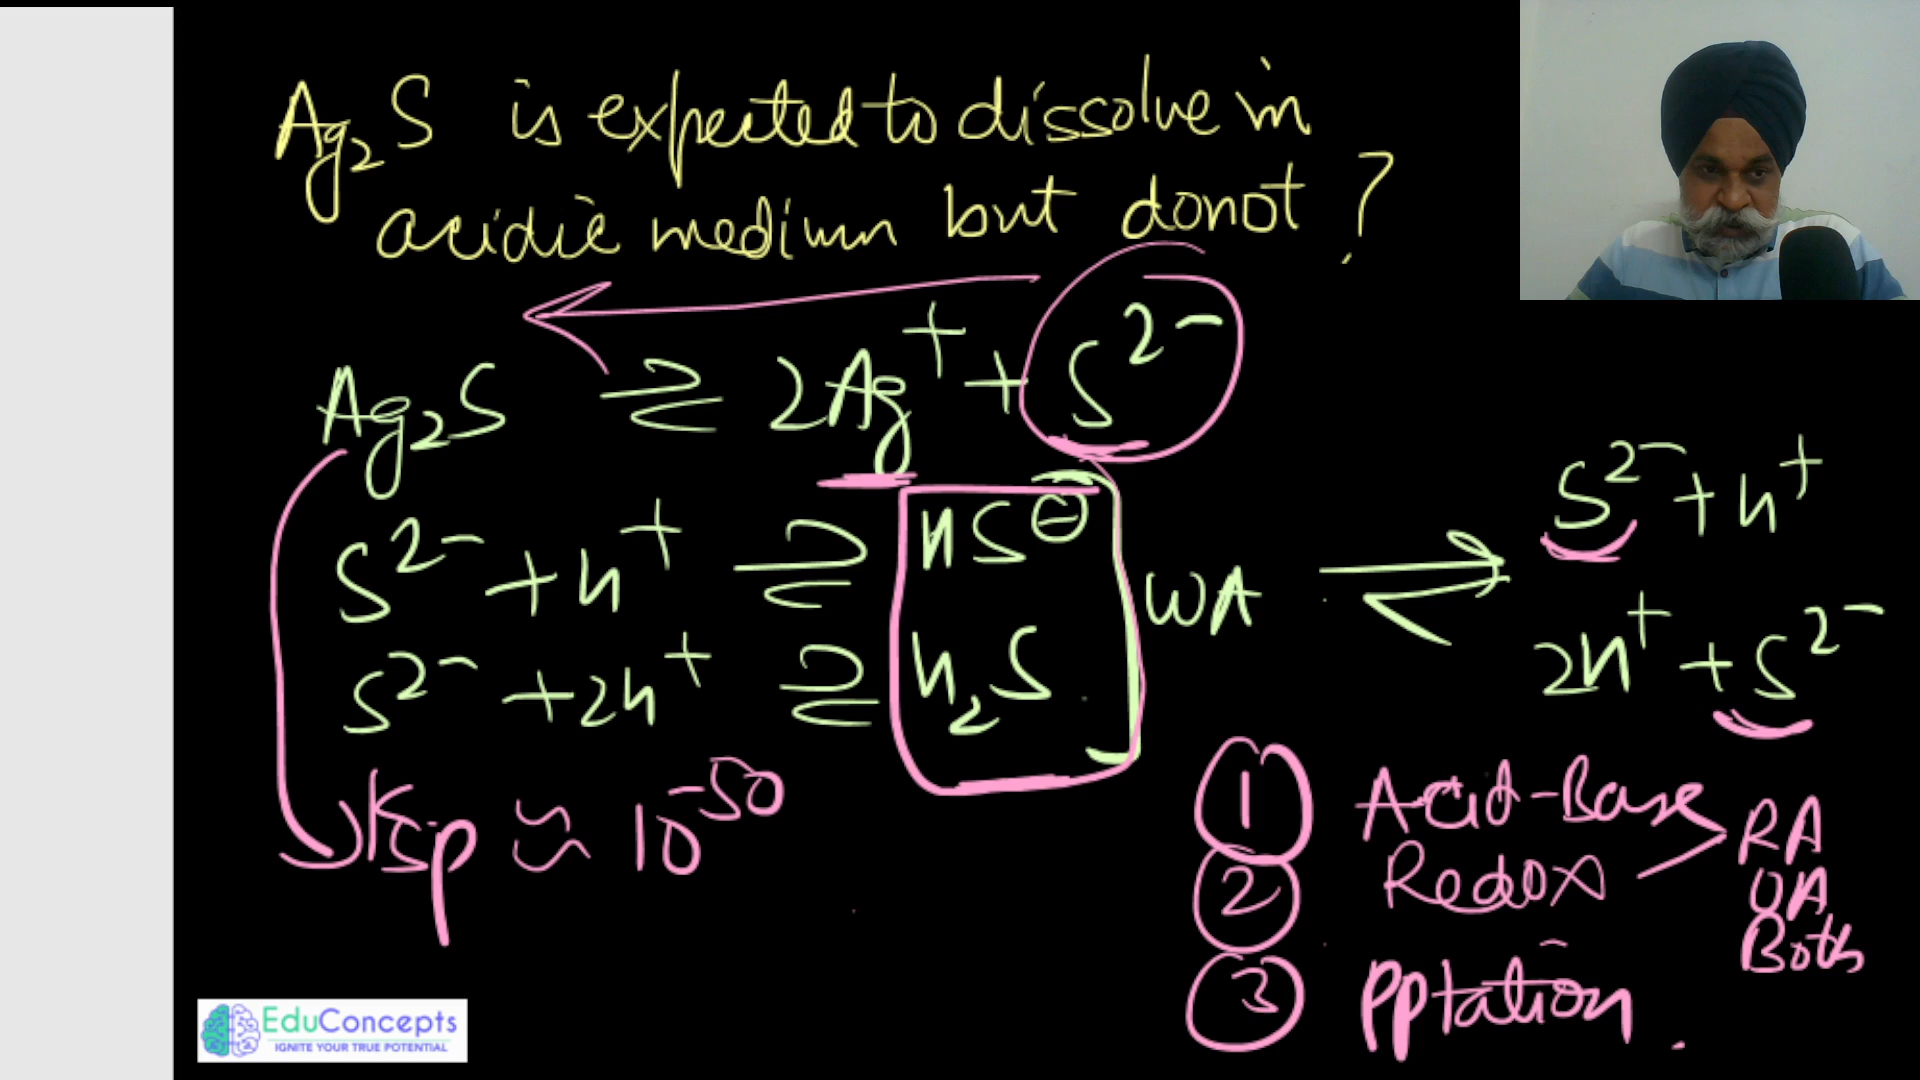 Ag₂S is expected to dissolve in
acidic medium but donot ?
Ag₂S ⇌ 2Ag⁺ + S²⁻
S²⁻ + H⁺ ⇌ HS⊖
S²⁻ + 2H⁺ ⇌ H₂S
WA ⇌
S²⁻ + H⁺
2H⁺ + S²⁻
Ksp ≈ 10⁻⁵⁰
1 Acid-Base
2 Redox
3 PPtation.
RA
OA
Both
EduConcepts
IGNITE YOUR TRUE POTENTIAL